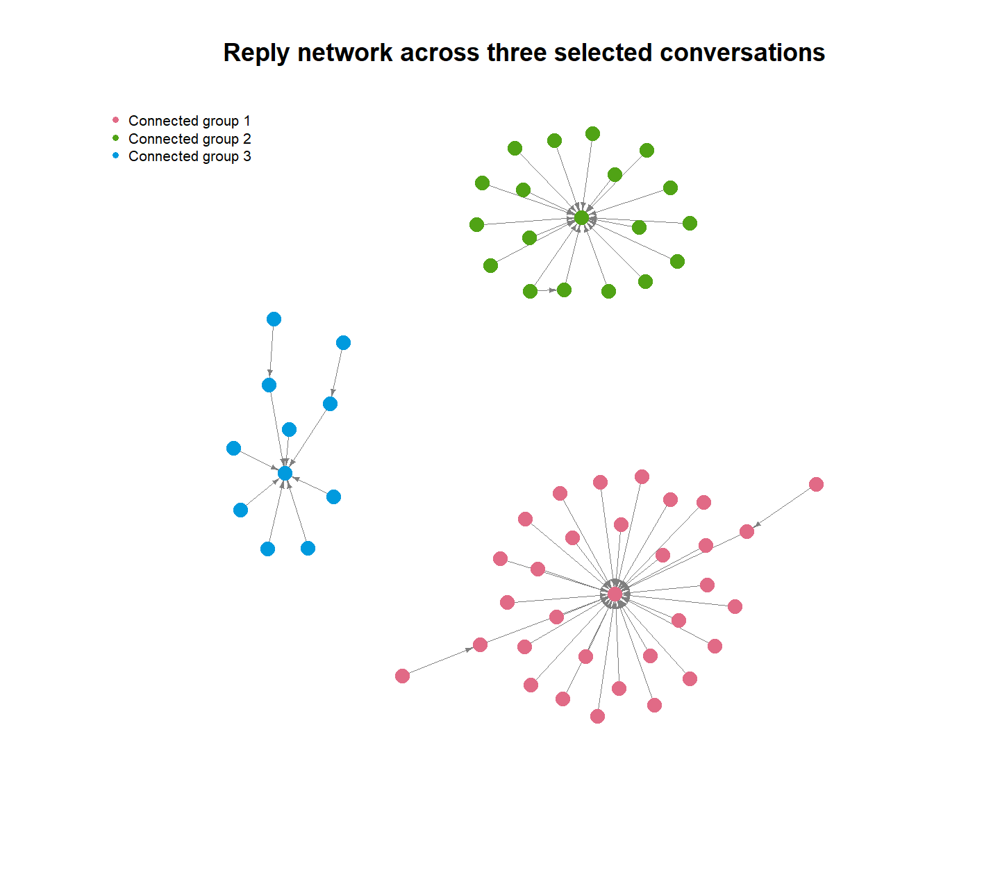 Reply network across three selected conversations
Connected group 1
Connected group 2
Connected group 3